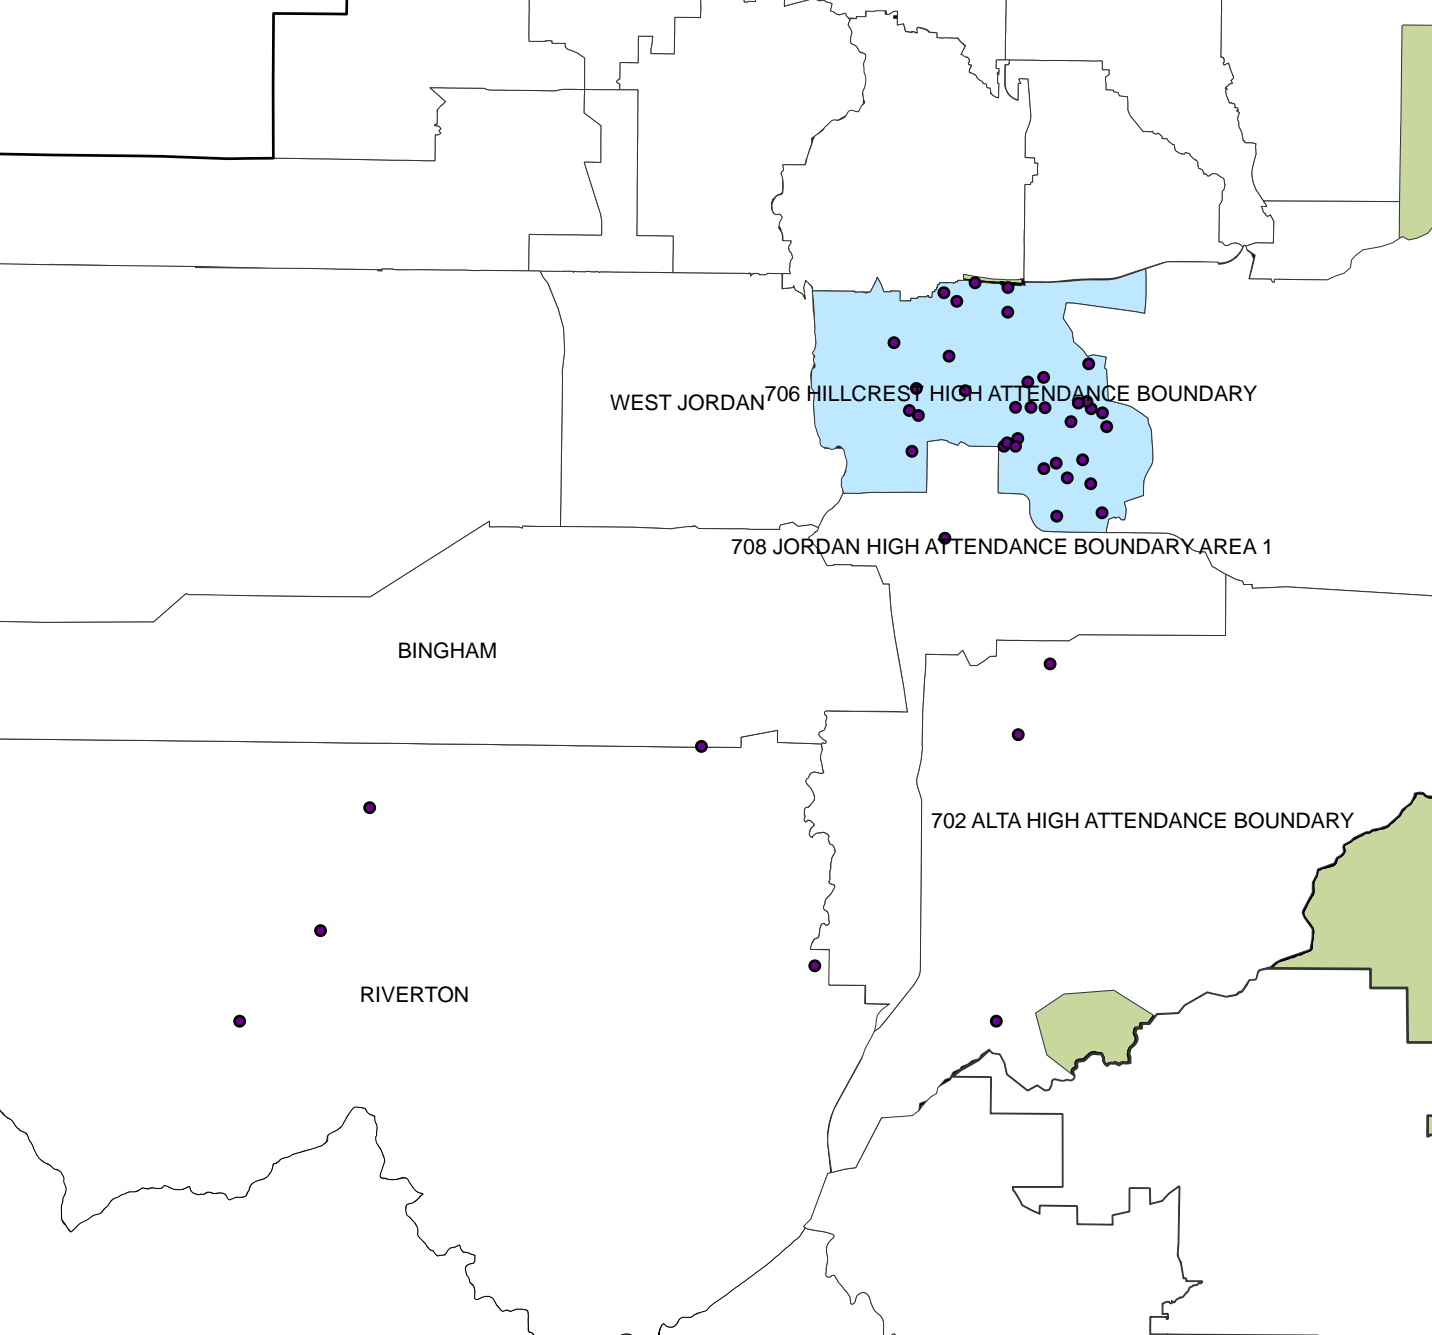 706 HILLCREST HIGH ATTENDANCE BOUNDARY
WEST JORDAN
708 JORDAN HIGH ATTENDANCE BOUNDARY AREA 1
BINGHAM
702 ALTA HIGH ATTENDANCE BOUNDARY
RIVERTON